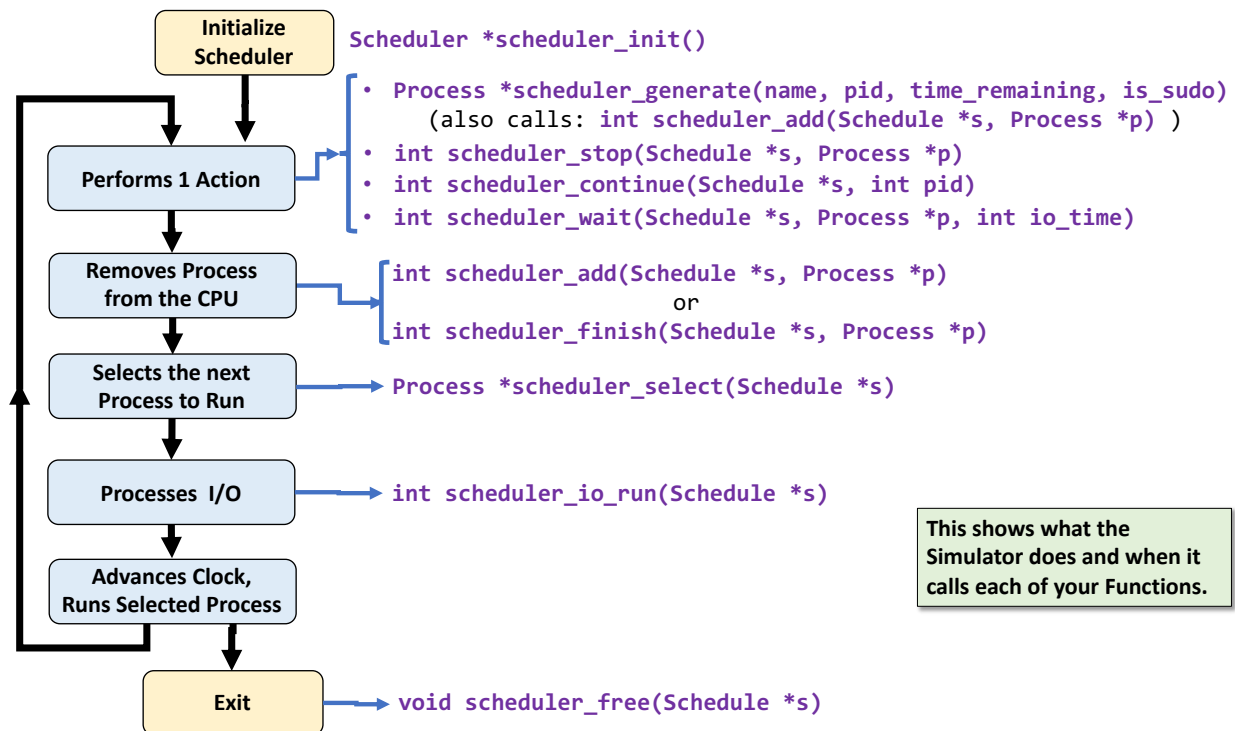 Initialize
Scheduler
Scheduler *scheduler_init()
Performs 1 Action
• Process *scheduler_generate(name, pid, time_remaining, is_sudo)
(also calls: int scheduler_add(Schedule *s, Process *p) )
• int scheduler_stop(Schedule *s, Process *p)
• int scheduler_continue(Schedule *s, int pid)
• int scheduler_wait(Schedule *s, Process *p, int io_time)
Removes Process
from the CPU
int scheduler_add(Schedule *s, Process *p)
or
int scheduler_finish(Schedule *s, Process *p)
Selects the next
Process to Run
Process *scheduler_select(Schedule *s)
Processes I/O
int scheduler_io_run(Schedule *s)
This shows what the
Simulator does and when it
calls each of your Functions.
Advances Clock,
Runs Selected Process
Exit
void scheduler_free(Schedule *s)